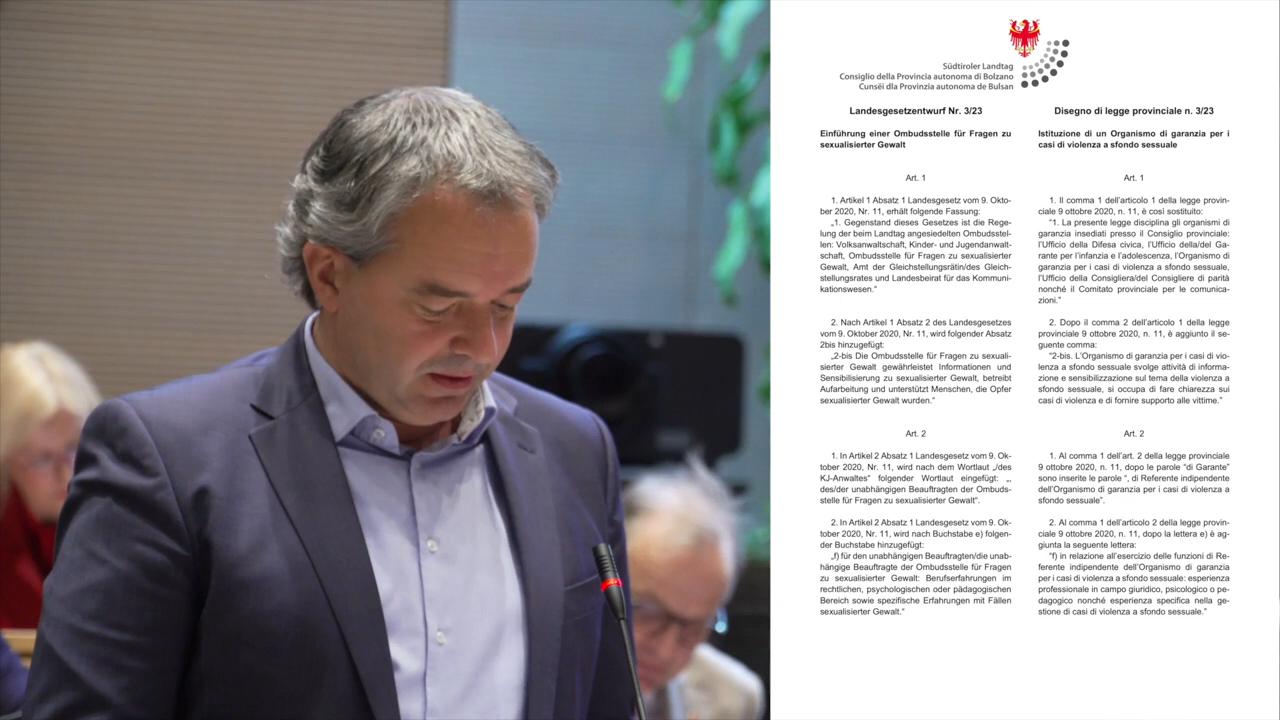 Südtiroler Landtag
Consiglio della Provincia autonoma di Bolzano
Cunsëi dla Provinzia autonoma de Bulsan
Landesgesetzentwurf Nr. 3/23
Einführung einer Ombudsstelle für Fragen zu
sexualisierter Gewalt
Art. 1
1. Artikel 1 Absatz 1 Landesgesetz vom 9. Okto-
ber 2020, Nr. 11, erhält folgende Fassung:
„1. Gegenstand dieses Gesetzes ist die Rege-
lung der beim Landtag angesiedelten Ombudsstel-
len: Volksanwaltschaft, Kinder- und Jugendanwalt-
schaft, Ombudsstelle für Fragen zu sexualisierter
Gewalt, Amt der Gleichstellungsrätin/des Gleich-
stellungsrates und Landesbeirat für das Kommuni-
kationswesen.“
2. Nach Artikel 1 Absatz 2 des Landesgesetzes
vom 9. Oktober 2020, Nr. 11, wird folgender Absatz
2bis hinzugefügt:
„2-bis Die Ombudsstelle für Fragen zu sexuali-
sierter Gewalt gewährleistet Informationen und
Sensibilisierung zu sexualisierter Gewalt, betreibt
Aufarbeitung und unterstützt Menschen, die Opfer
sexualisierter Gewalt wurden.“
Art. 2
1. In Artikel 2 Absatz 1 Landesgesetz vom 9. Ok-
tober 2020, Nr. 11, wird nach dem Wortlaut „/des
KJ-Anwaltes“ folgender Wortlaut eingefügt: „,
des/der unabhängigen Beauftragten der Ombuds-
stelle für Fragen zu sexualisierter Gewalt“.
2. In Artikel 2 Absatz 1 Landesgesetz vom 9. Ok-
tober 2020, Nr. 11, wird nach Buchstabe e) folgen-
der Buchstabe hinzugefügt:
„f) für den unabhängigen Beauftragten/die unab-
hängige Beauftragte der Ombudsstelle für Fragen
zu sexualisierter Gewalt: Berufserfahrungen im
rechtlichen, psychologischen oder pädagogischen
Bereich sowie spezifische Erfahrungen mit Fällen
sexualisierter Gewalt.“
Disegno di legge provinciale n. 3/23
Istituzione di un Organismo di garanzia per i
casi di violenza a sfondo sessuale
Art. 1
1. Il comma 1 dell’articolo 1 della legge provin-
ciale 9 ottobre 2020, n. 11, è così sostituito:
“1. La presente legge disciplina gli organismi di
garanzia insediati presso il Consiglio provinciale:
l’Ufficio della Difesa civica, l’Ufficio della/del Ga-
rante per l’infanzia e l’adolescenza, l’Organismo di
garanzia per i casi di violenza a sfondo sessuale,
l’Ufficio della Consigliera/del Consigliere di parità
nonché il Comitato provinciale per le comunica-
zioni.”
2. Dopo il comma 2 dell’articolo 1 della legge
provinciale 9 ottobre 2020, n. 11, è aggiunto il se-
guente comma:
“2-bis. L’Organismo di garanzia per i casi di vio-
lenza a sfondo sessuale svolge attività di informa-
zione e sensibilizzazione sul tema della violenza a
sfondo sessuale, si occupa di fare chiarezza sui
casi di violenza e di fornire supporto alle vittime.”
Art. 2
1. Al comma 1 dell’art. 2 della legge provinciale
9 ottobre 2020, n. 11, dopo le parole “di Garante”
sono inserite le parole “, di Referente indipendente
dell’Organismo di garanzia per i casi di violenza a
sfondo sessuale”.
2. Al comma 1 dell’articolo 2 della legge provin-
ciale 9 ottobre 2020, n. 11, dopo la lettera e) è ag-
giunta la seguente lettera:
“f) in relazione all’esercizio delle funzioni di Re-
ferente indipendente dell’Organismo di garanzia
per i casi di violenza a sfondo sessuale: esperienza
professionale in campo giuridico, psicologico o pe-
dagogico nonché esperienza specifica nella ge-
stione di casi di violenza a sfondo sessuale.”